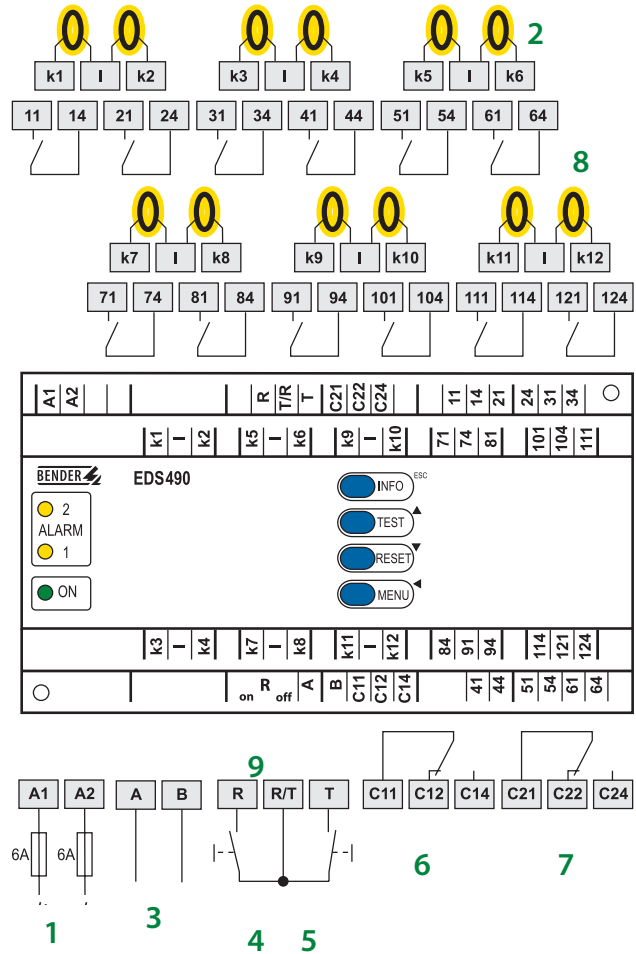 2
k1 I k2 k3 I k4 k5 I k6
11 14 21 24 31 34 41 44 51 54 61 64
8
k7 I k8 k9 I k10 k11 I k12
71 74 81 84 91 94 101 104 111 114 121 124
A1 A2 R T/R T C21 C22 C24 11 14 21 24 31 34
k1 I k2 k5 I k6 k9 I k10 71 74 81 101 104 111
BENDER EDS490
INFO ESC
2
TEST
ALARM
1
RESET
ON
MENU
k3 I k4 k7 I k8 k11 I k12 84 91 94 114 121 124
on R off A B C11 C12 C14 41 44 51 54 61 64
9
A1 A2 A B R R/T T C11 C12 C14 C21 C22 C24
6A 6A
6 7
1 3 4 5